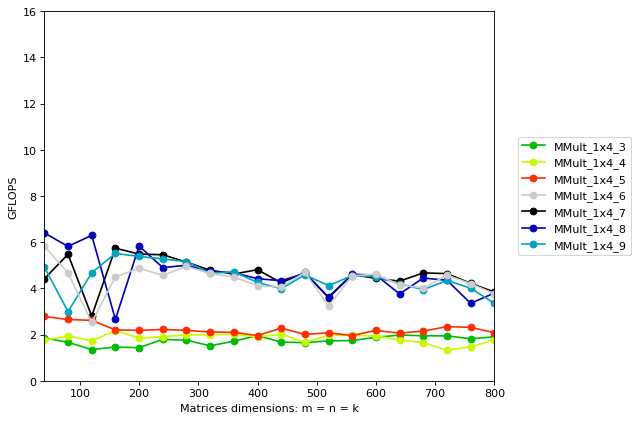 16
14
12
10
8
6
4
2
0
GFLOPS
100
200
300
400
500
600
700
800
Matrices dimensions: m = n = k
MMult_1x4_3
MMult_1x4_4
MMult_1x4_5
MMult_1x4_6
MMult_1x4_7
MMult_1x4_8
MMult_1x4_9